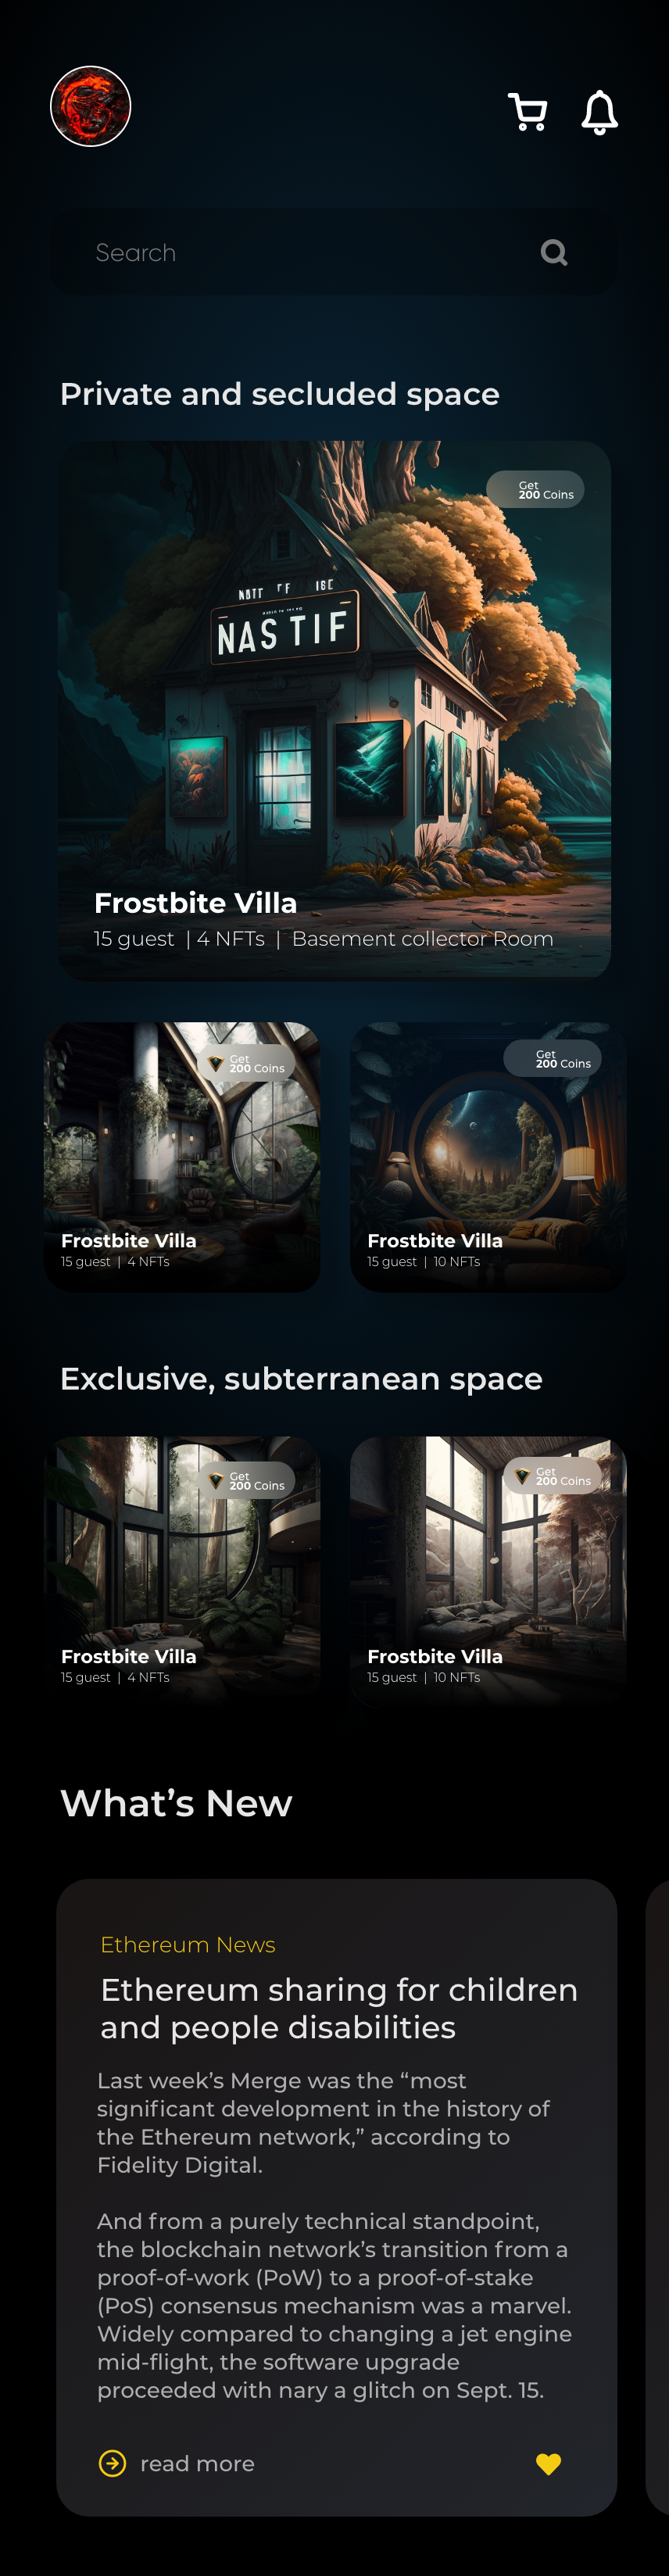 Search
Private and secluded space
Get
200 Coins
NAS TIF
Frostbite Villa
15 guest | 4 NFTs | Basement collector Room
Get
200 Coins
Frostbite Villa
15 guest | 4 NFTs
Get
200 Coins
Frostbite Villa
15 guest | 10 NFTs
Exclusive, subterranean space
Get
200 Coins
Frostbite Villa
15 guest | 4 NFTs
Get
200 Coins
Frostbite Villa
15 guest | 10 NFTs
What’s New
Ethereum News
Ethereum sharing for children
and people disabilities
Last week’s Merge was the “most
significant development in the history of
the Ethereum network,” according to
Fidelity Digital.
And from a purely technical standpoint,
the blockchain network’s transition from a
proof-of-work (PoW) to a proof-of-stake
(PoS) consensus mechanism was a marvel.
Widely compared to changing a jet engine
mid-flight, the software upgrade
proceeded with nary a glitch on Sept. 15.
read more